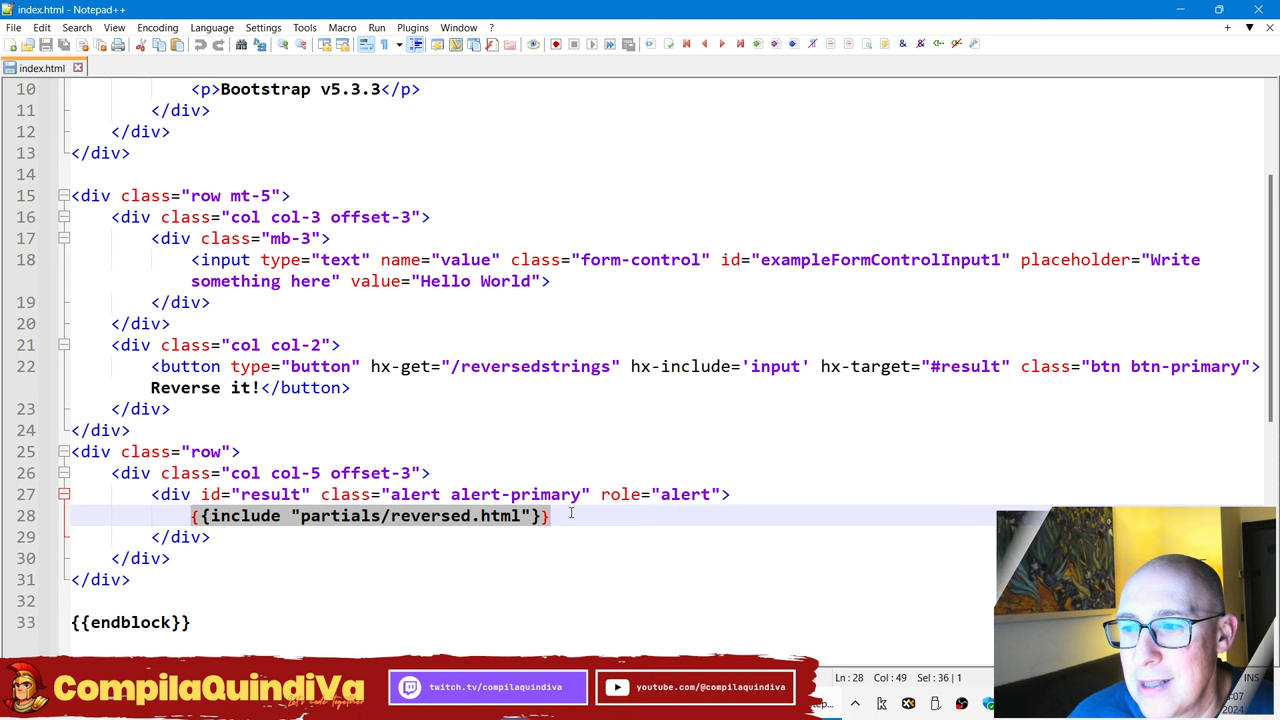 index.html - Notepad++
File Edit Search View Encoding Language Settings Tools Macro Run Plugins Window ?
index.html
10 <p>Bootstrap v5.3.3</p>
11 </div>
12 </div>
13 </div>
14
15 <div class="row mt-5">
16 <div class="col col-3 offset-3">
17 <div class="mb-3">
18 <input type="text" name="value" class="form-control" id="exampleFormControlInput1" placeholder="Write
something here" value="Hello World">
19 </div>
20 </div>
21 <div class="col col-2">
22 <button type="button" hx-get="/reversedstrings" hx-include='input' hx-target="#result" class="btn btn-primary">
Reverse it!</button>
23 </div>
24 </div>
25 <div class="row">
26 <div class="col col-5 offset-3">
27 <div id="result" class="alert alert-primary" role="alert">
28 {{include "partials/reversed.html"}}
29 </div>
30 </div>
31 </div>
32
33 {{endblock}}
CompilaQuindiVa
Let's code Together
twitch.tv/compilaquindiva
youtube.com/@compilaquindiva
Ln : 28 Col : 49 Sel : 36 | 1
INS